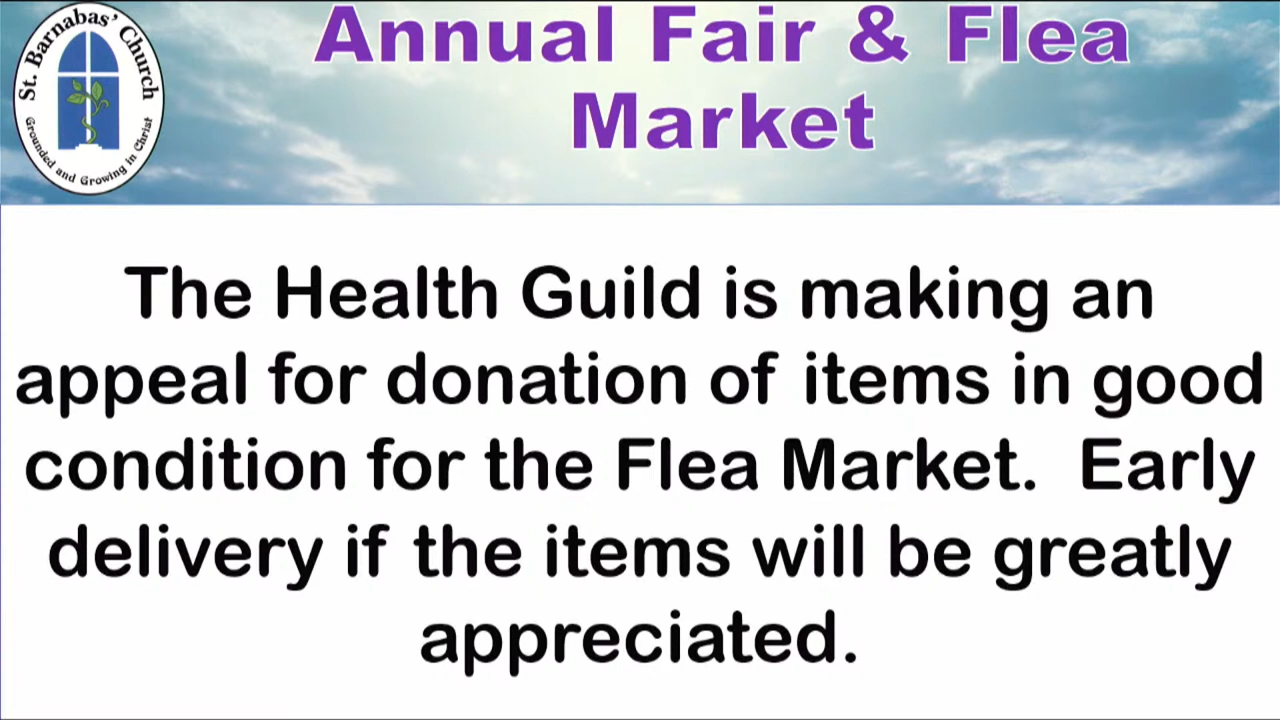 St. Barnabas' Church
Grounded and Growing in Christ
Annual Fair & Flea
Market
The Health Guild is making an
appeal for donation of items in good
condition for the Flea Market.  Early
delivery if the items will be greatly
appreciated.